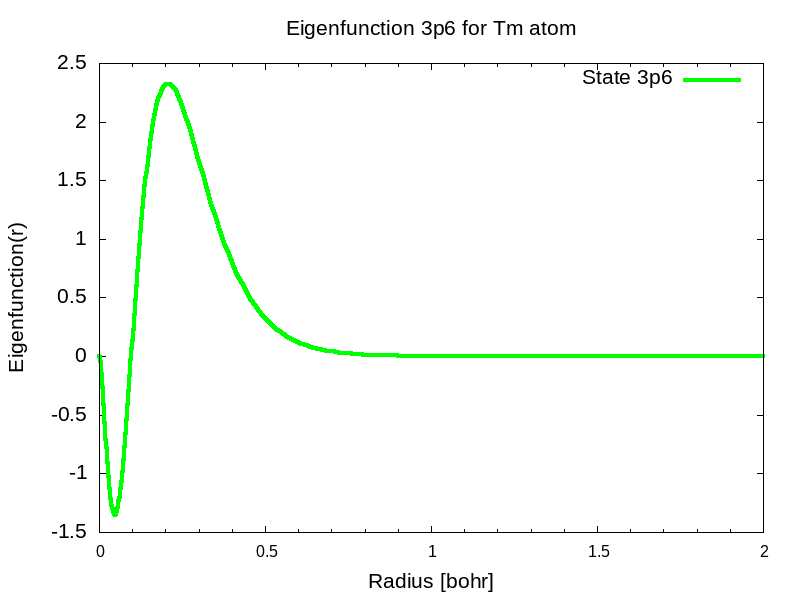 Eigenfunction 3p6 for Tm atom
State 3p6
2.5
2
1.5
1
0.5
0
-0.5
-1
-1.5
Eigenfunction(r)
0 0.5 1 1.5 2
Radius [bohr]